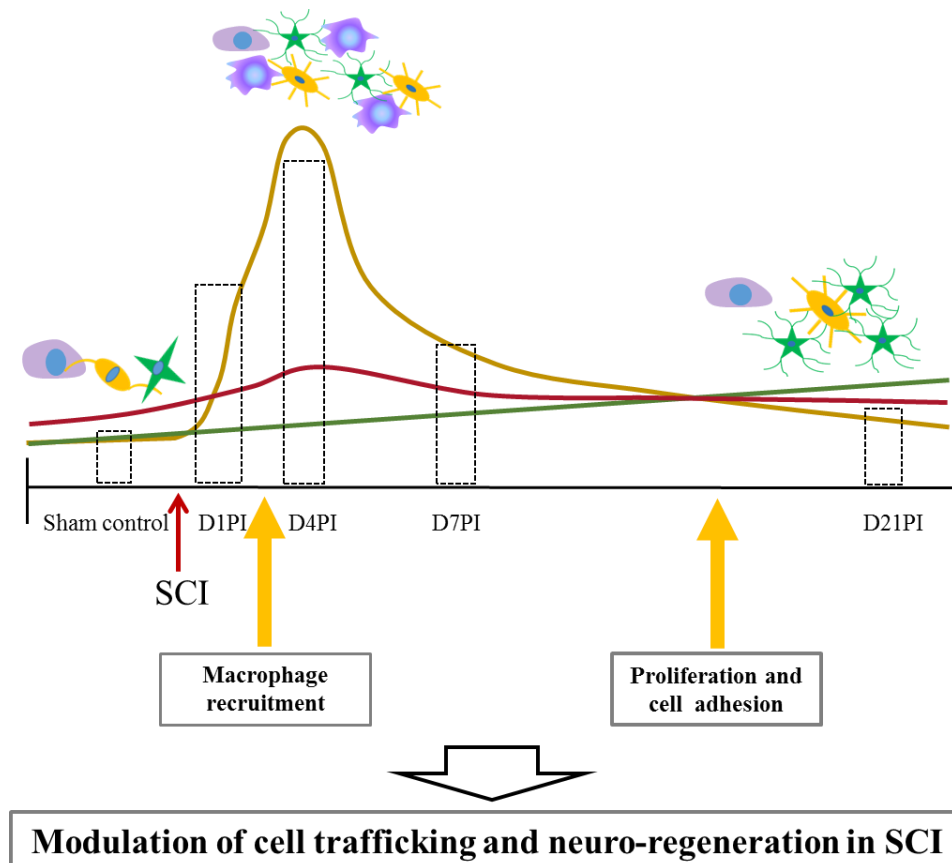 Sham control
D1PI
D4PI
D7PI
D21PI
SCI
Macrophage
recruitment
Proliferation and
cell adhesion
Modulation of cell trafficking and neuro-regeneration in SCI